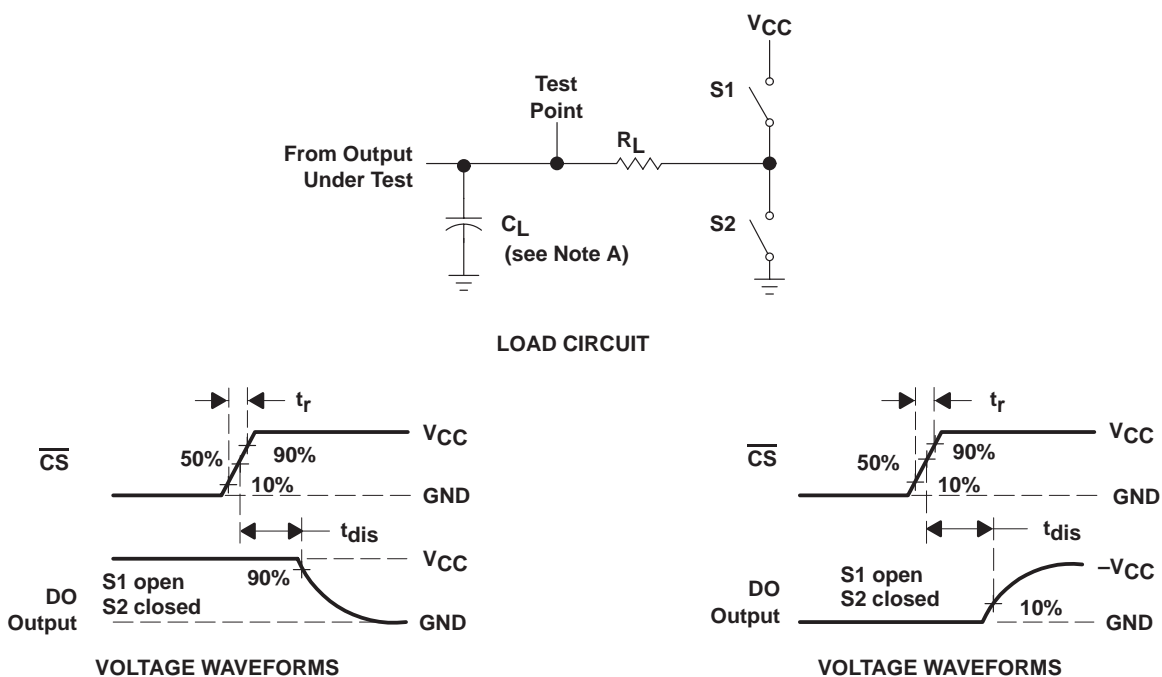 VCC
S1
Test
Point
RL
From Output
Under Test
CL
(see Note A)
S2
LOAD CIRCUIT
tr
CS
50%
90%
10%
VCC
GND
tdis
DO
Output
S1 open
S2 closed
90%
VCC
GND
VOLTAGE WAVEFORMS
tr
CS
50%
90%
10%
VCC
GND
tdis
DO
Output
S1 open
S2 closed
10%
–VCC
GND
VOLTAGE WAVEFORMS